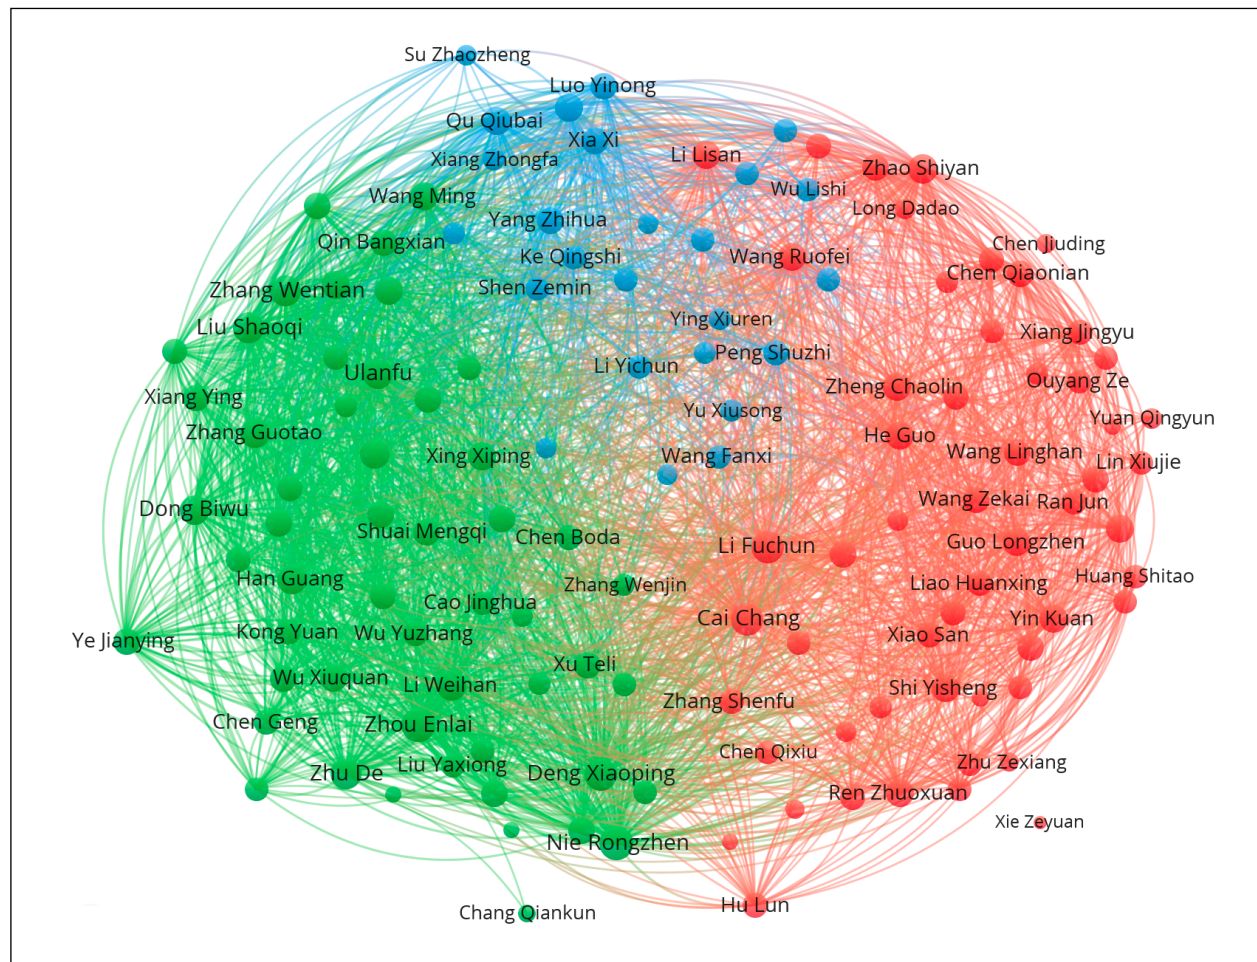 Su Zhaozheng
Luo Yinong
Qu Qiubai
Xia Xi
Xiang Zhongfa
Li Lisan
Zhao Shiyan
Wang Ming
Wu Lishi
Long Dadao
Yang Zhihua
Qin Bangxian
Ke Qingshi
Wang Ruofei
Chen Jiuding
Chen Qiaonian
Zhang Wentian
Shen Zemin
Liu Shaoqi
Ying Xiuren
Xiang Jingyu
Ulanfu
Li Yichun
Peng Shuzhi
Zheng Chaolin
Ouyang Ze
Xiang Ying
Yu Xiusong
Yuan Qingyun
Zhang Guotao
He Guo
Xing Xiping
Wang Fanxi
Wang Linghan
Lin Xiujie
Dong Biwu
Wang Zekai
Ran Jun
Shuai Mengqi
Chen Boda
Li Fuchun
Guo Longzhen
Han Guang
Zhang Wenjin
Liao Huanxing
Huang Shitao
Cao Jinghua
Cai Chang
Yin Kuan
Ye Jianying
Kong Yuan
Wu Yuzhang
Xiao San
Xu Teli
Wu Xiuquan
Li Weihan
Zhang Shenfu
Shi Yisheng
Chen Geng
Zhou Enlai
Chen Qixiu
Zhu De
Liu Yaxiong
Deng Xiaoping
Zhu Zexiang
Ren Zhuoxuan
Xie Zeyuan
Nie Rongzhen
Chang Qiankun
Hu Lun